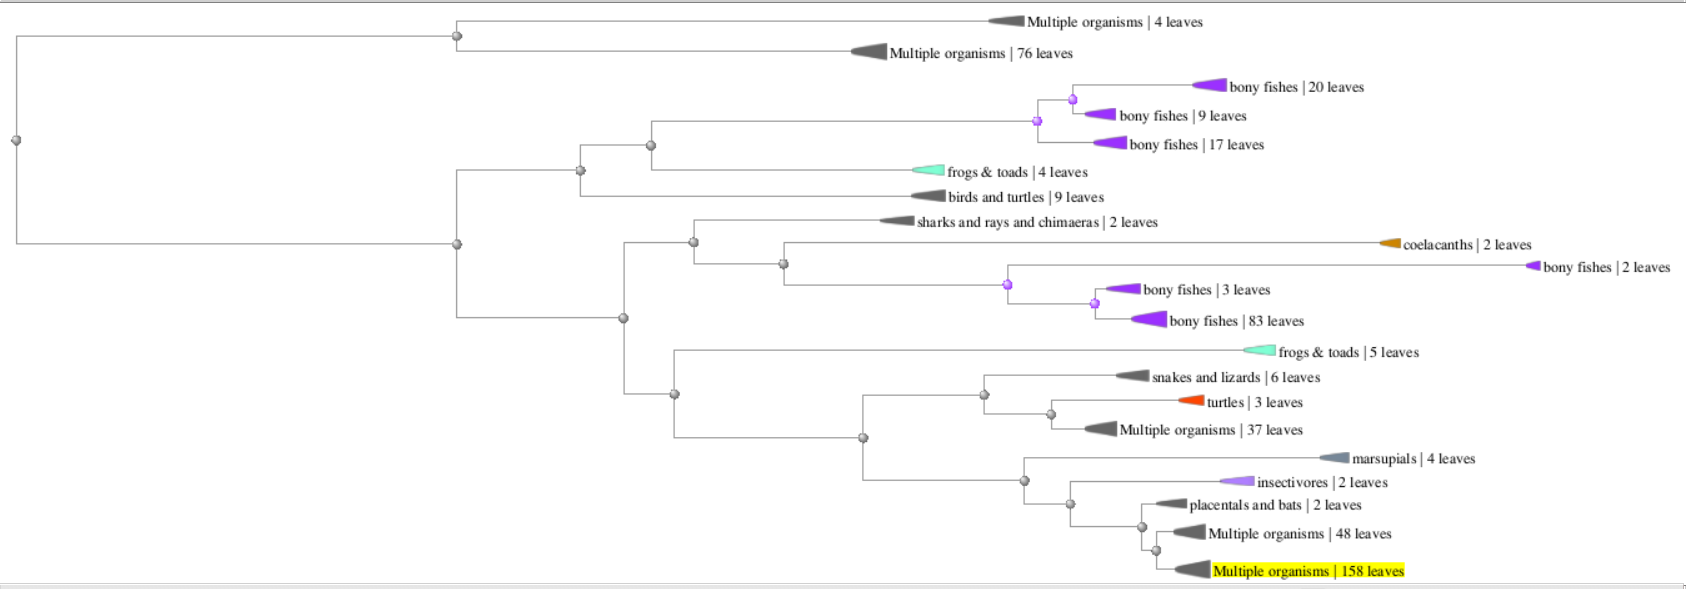 Multiple organisms | 4 leaves
Multiple organisms | 76 leaves
bony fishes | 20 leaves
bony fishes | 9 leaves
bony fishes | 17 leaves
frogs & toads | 4 leaves
birds and turtles | 9 leaves
sharks and rays and chimaeras | 2 leaves
coelacanths | 2 leaves
bony fishes | 2 leaves
bony fishes | 3 leaves
bony fishes | 83 leaves
frogs & toads | 5 leaves
snakes and lizards | 6 leaves
turtles | 3 leaves
Multiple organisms | 37 leaves
marsupials | 4 leaves
insectivores | 2 leaves
placentals and bats | 2 leaves
Multiple organisms | 48 leaves
Multiple organisms | 158 leaves